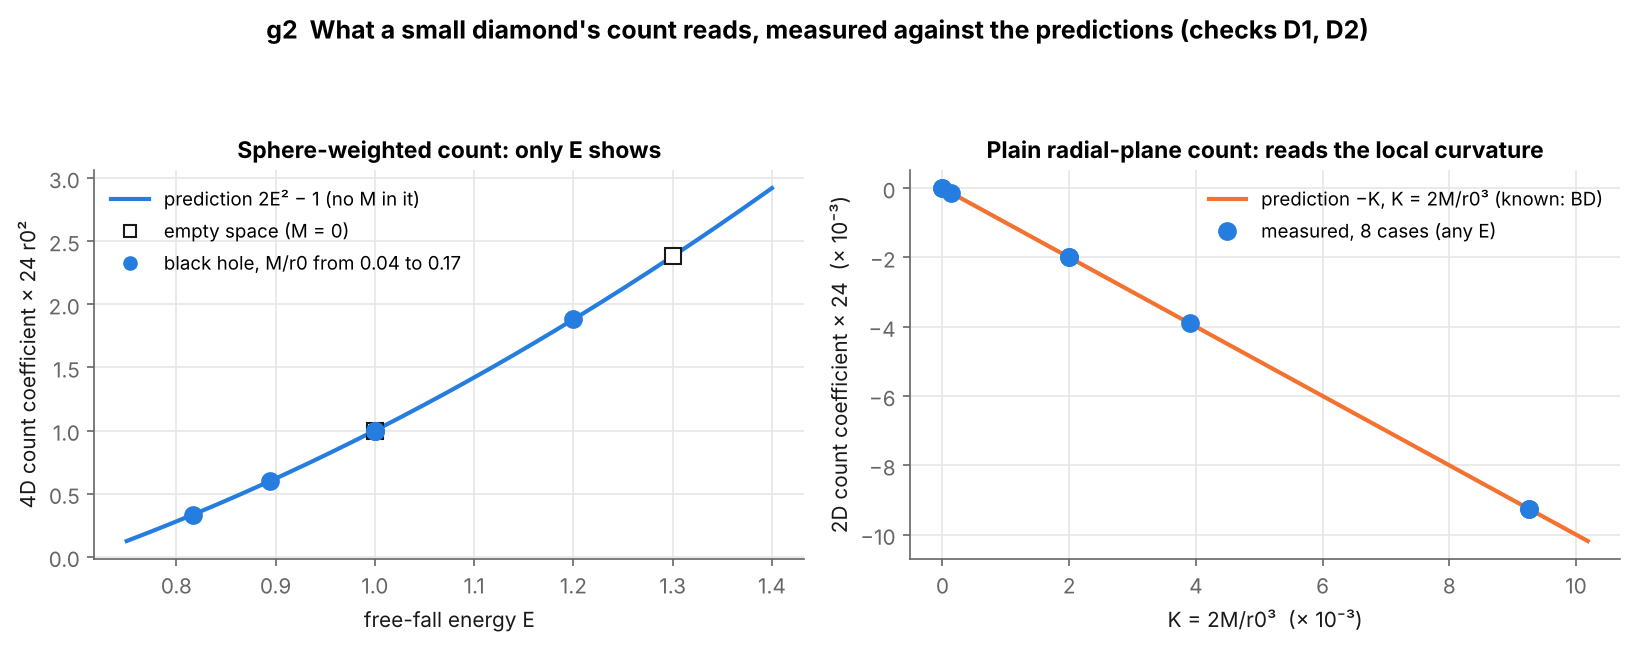 g2  What a small diamond's count reads, measured against the predictions (checks D1, D2)
Sphere-weighted count: only E shows
prediction 2E² − 1 (no M in it)
empty space (M = 0)
black hole, M/r0 from 0.04 to 0.17
4D count coefficient × 24 r0²
3.0
2.5
2.0
1.5
1.0
0.5
0.0
0.8 0.9 1.0 1.1 1.2 1.3 1.4
free-fall energy E
Plain radial-plane count: reads the local curvature
prediction −K, K = 2M/r0³ (known: BD)
measured, 8 cases (any E)
2D count coefficient × 24  (× 10⁻³)
0
−2
−4
−6
−8
−10
0 2 4 6 8 10
K = 2M/r0³  (× 10⁻³)